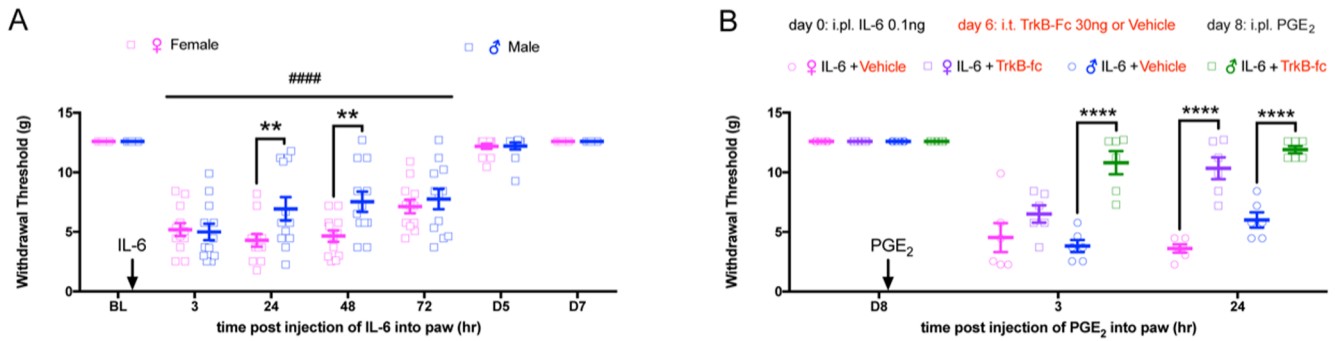 A
♀ Female
♂ Male
####
**
**
15
10
5
0
Withdrawal Threshold (g)
IL-6
BL
3
24
48
72
D5
D7
time post injection of IL-6 into paw (hr)
B
day 0: i.pl. IL-6 0.1ng
day 6: i.t. TrkB-Fc 30ng or Vehicle
day 8: i.pl. PGE₂
♀ IL-6 + Vehicle
♀ IL-6 + TrkB-fc
♂ IL-6 + Vehicle
♂ IL-6 + TrkB-fc
****
****
****
15
10
5
0
Withdrawal Threshold (g)
PGE₂
D8
3
24
time post injection of PGE₂ into paw (hr)